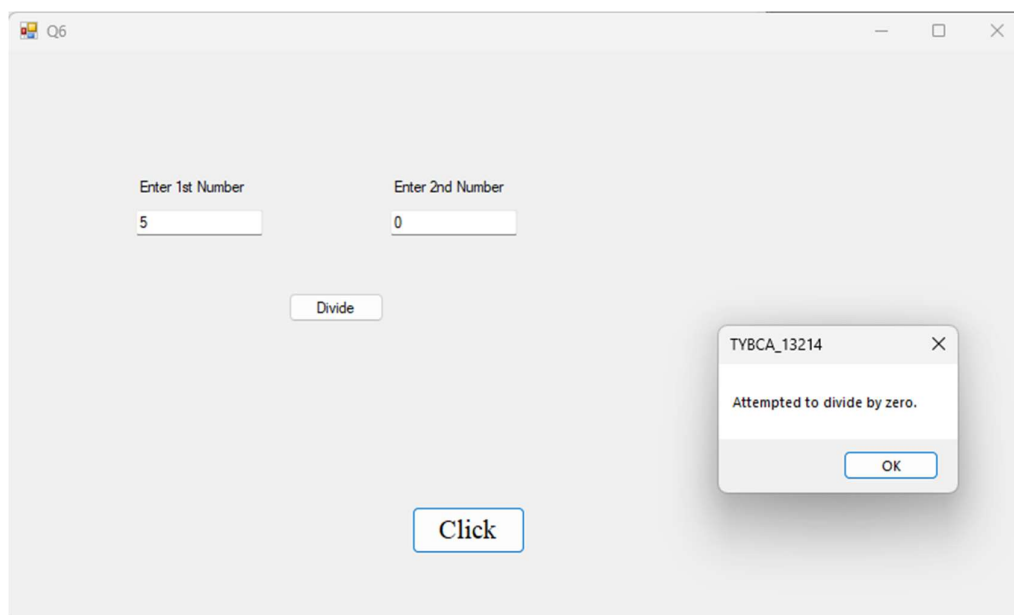 Q6
Enter 1st Number
Enter 2nd Number
5
0
Divide
TYBCA_13214
Attempted to divide by zero.
OK
Click